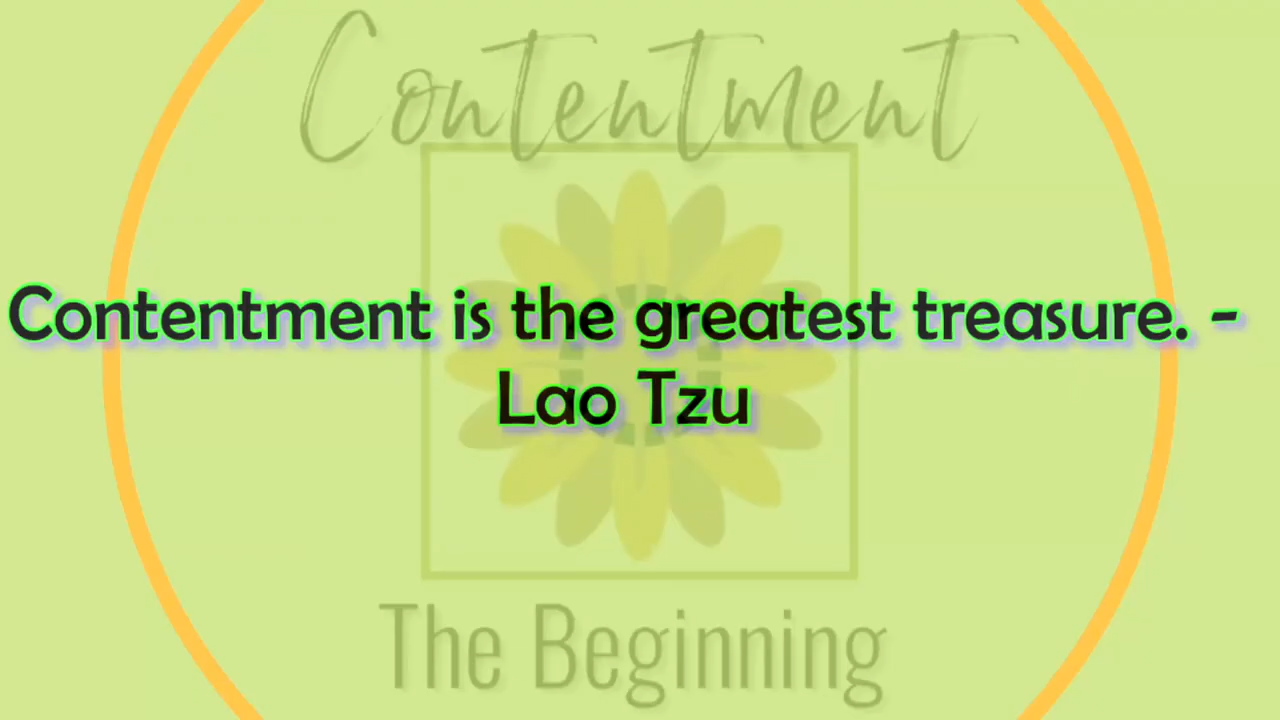 Contentment
Contentment is the greatest treasure. -
Lao Tzu
The Beginning